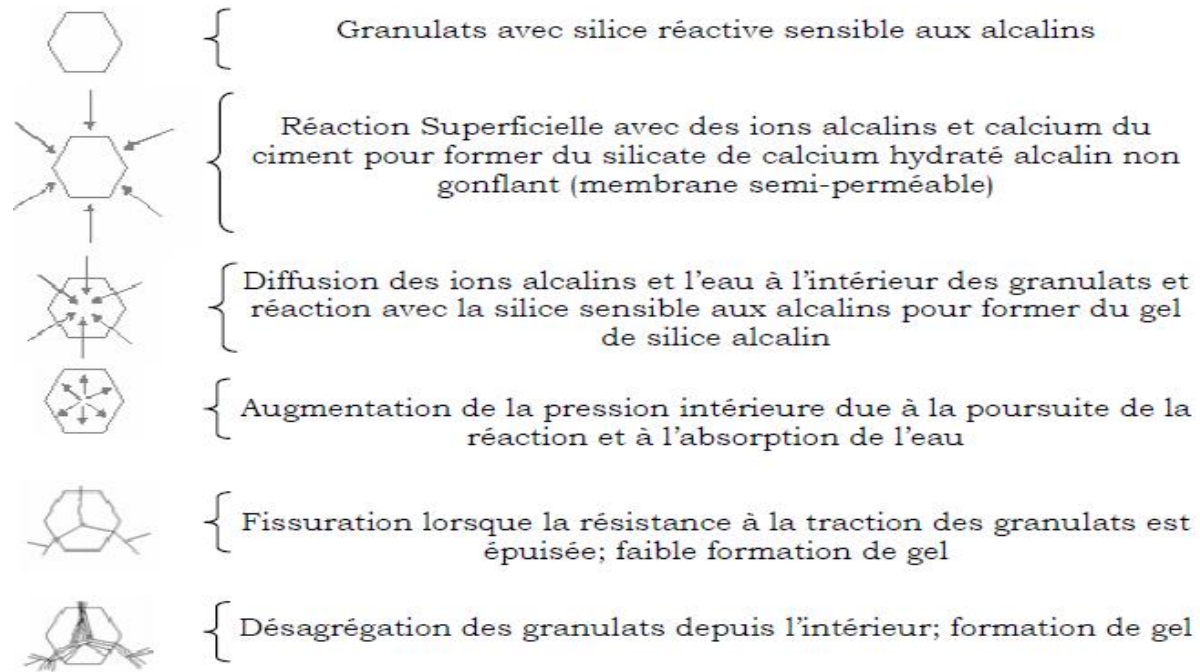 Granulats avec silice réactive sensible aux alcalins
Réaction Superficielle avec des ions alcalins et calcium du
ciment pour former du silicate de calcium hydraté alcalin non
gonflant (membrane semi-perméable)
Diffusion des ions alcalins et l'eau à l'intérieur des granulats et
réaction avec la silice sensible aux alcalins pour former du gel
de silice alcalin
Augmentation de la pression intérieure due à la poursuite de la
réaction et à l'absorption de l'eau
Fissuration lorsque la résistance à la traction des granulats est
épuisée; faible formation de gel
Désagrégation des granulats depuis l'intérieur; formation de gel